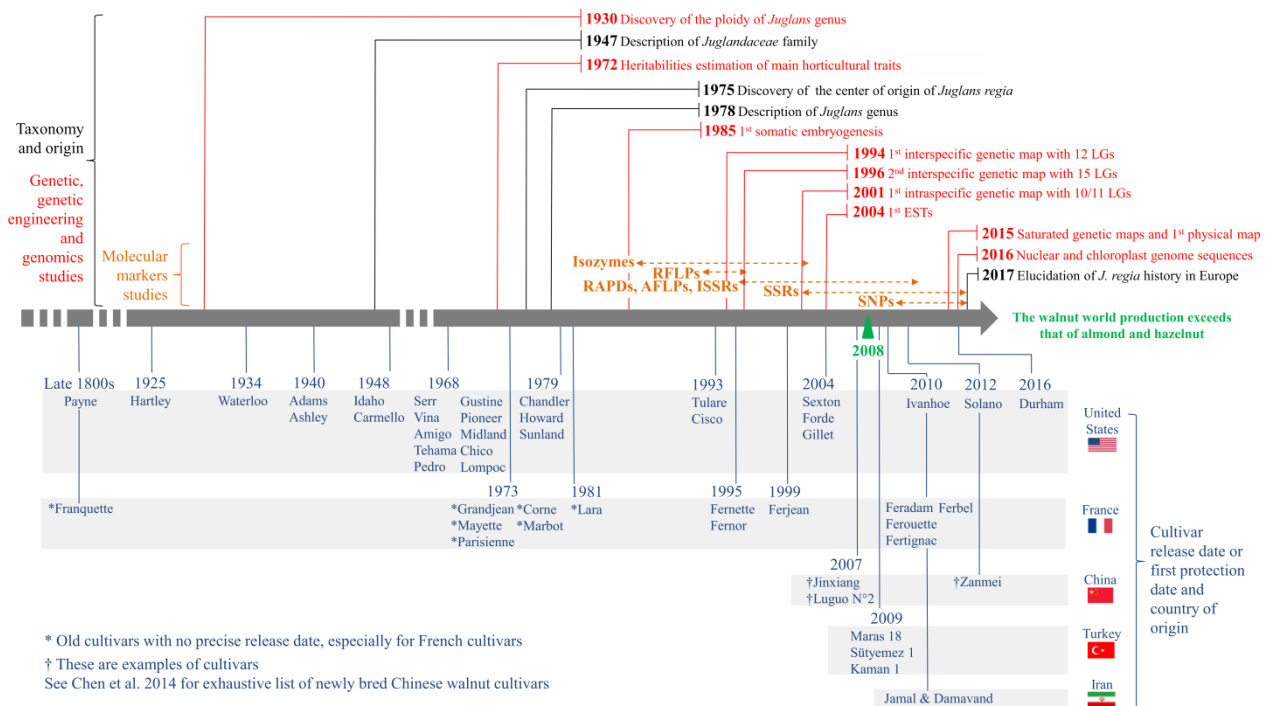 1930 Discovery of the ploidy of Juglans genus
1947 Description of Juglandaceae family
1972 Heritabilities estimation of main horticultural traits
1975 Discovery of the center of origin of Juglans regia
1978 Description of Juglans genus
1985 1st somatic embryogenesis
1994 1st interspecific genetic map with 12 LGs
1996 2nd interspecific genetic map with 15 LGs
2001 1st intraspecific genetic map with 10/11 LGs
2004 1st ESTs
2015 Saturated genetic maps and 1st physical map
2016 Nuclear and chloroplast genome sequences
2017 Elucidation of J. regia history in Europe
Taxonomy
and origin
Genetic,
genetic
engineering
and
genomics
studies
Molecular
markers
studies
Isozymes
RFLPs
RAPDs, AFLPs, ISSRs
SSRs
SNPs
The walnut world production exceeds
that of almond and hazelnut
2008
Late 1800s
Payne
1925
Hartley
1934
Waterloo
1940
Adams
Ashley
1948
Idaho
Carmello
1968
Serr
Vina
Amigo
Tehama
Pedro
Gustine
Pioneer
Midland
Chico
Lompoc
1979
Chandler
Howard
Sunland
1993
Tulare
Cisco
2004
Sexton
Forde
Gillet
2010
Ivanhoe
2012
Solano
2016
Durham
United
States
*Franquette
1973
*Grandjean
*Mayette
*Parisienne
*Corne
*Marbot
1981
*Lara
1995
Fernette
Fernor
1999
Ferjean
Feradam
Ferouette
Fertignac
Ferbel
France
2007
†Jinxiang
†Luguo N°2
†Zanmei
China
2009
Maras 18
Sütyemez 1
Kaman 1
Turkey
Jamal & Damavand
Iran
Cultivar
release date or
first protection
date and
country of
origin
* Old cultivars with no precise release date, especially for French cultivars
† These are examples of cultivars
See Chen et al. 2014 for exhaustive list of newly bred Chinese walnut cultivars